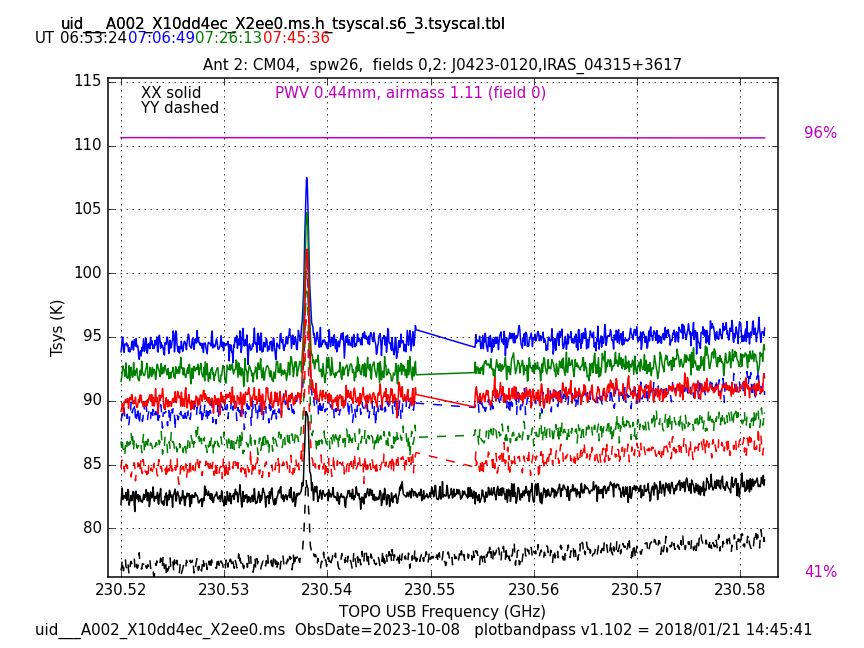 uid___A002_X10dd4ec_X2ee0.ms.h_tsyscal.s6_3.tsyscal.tbl
UT 06:53:24 07:06:49 07:26:13 07:45:36
Ant 2: CM04,  spw26,  fields 0,2: J0423-0120,IRAS_04315+3617
XX solid
PWV 0.44mm, airmass 1.11 (field 0)
YY dashed
115
110
105
100
95
90
85
80
Tsys (K)
96%
41%
230.52 230.53 230.54 230.55 230.56 230.57 230.58
TOPO USB Frequency (GHz)
uid___A002_X10dd4ec_X2ee0.ms  ObsDate=2023-10-08   plotbandpass v1.102 = 2018/01/21 14:45:41